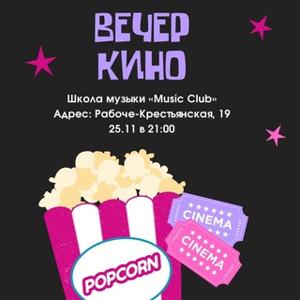 ВЕЧЕР
КИНО
Школа музыки «Music Club»
Адрес: Рабоче-Крестьянская, 19
25.11 в 21:00
CINEMA
CINEMA
POPCORN